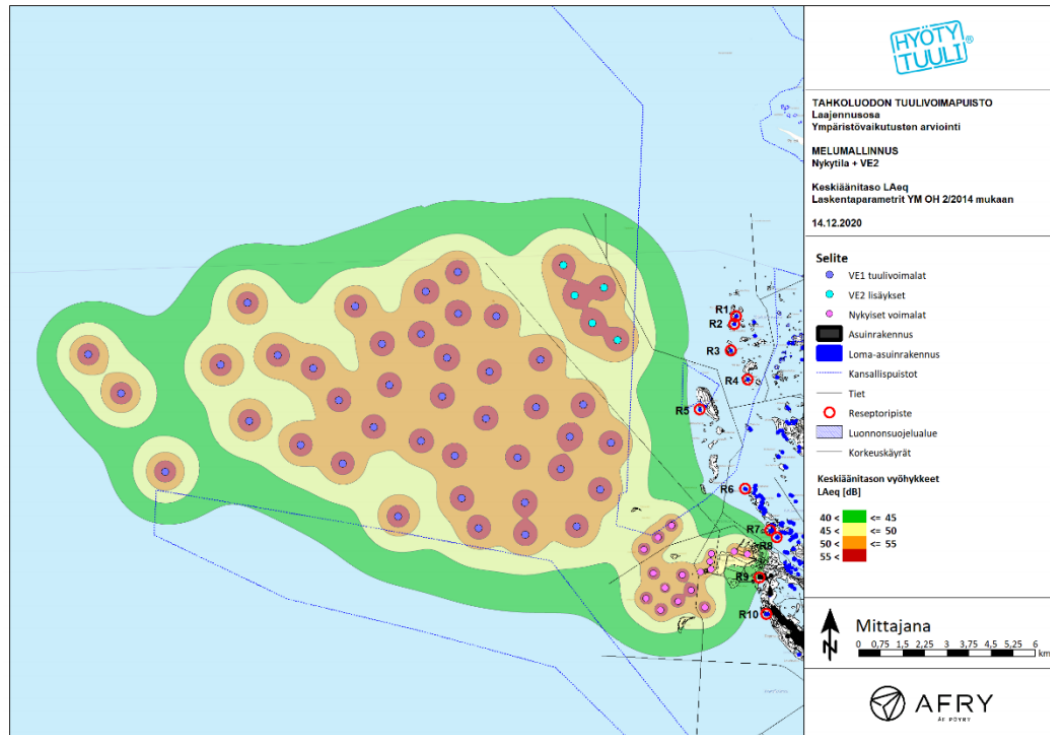 HYÖTY
TUULI®
TAHKOLUODON TUULIVOIMAPUISTO
Laajennusosa
Ympäristövaikutusten arviointi
MELUMALLINNUS
Nykytila + VE2
Keskiäänitaso LAeq
Laskentaparametrit YM OH 2/2014 mukaan
14.12.2020
Selite
VE1 tuulivoimalat
VE2 lisäykset
Nykyiset voimalat
Asuinrakennus
Loma-asuinrakennus
Kansallispuistot
Tiet
Reseptoripiste
Luonnonsuojelualue
Korkeuskäyrät
Keskiäänitason vyöhykkeet
LAeq [dB]
40 < <= 45
45 < <= 50
50 < <= 55
55 <
R1
R2
R3
R4
R5
R6
R7
R8
R9
R10
N
Mittajana
0 0,75 1,5 2,25 3 3,75 4,5 5,25 6
km
AFRY
ÅF PÖYRY